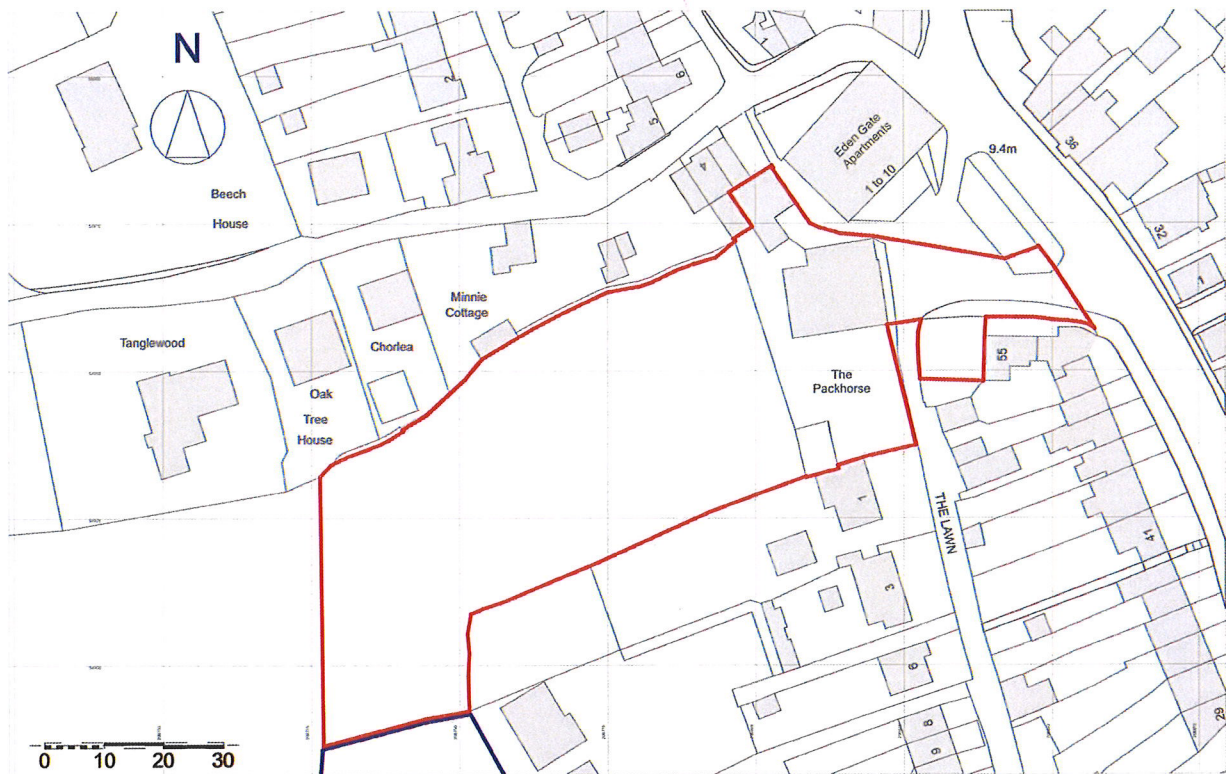 N
Beech
House
2
1
5
6
1
4
Eden Gate
Apartments
1 to 10
9.4m
36
32
1
Tanglewood
Oak
Tree
House
Chorlea
Minnie
Cottage
The
Packhorse
55
THE LAWN
1
3
41
6
8
9
29
0 10 20 30